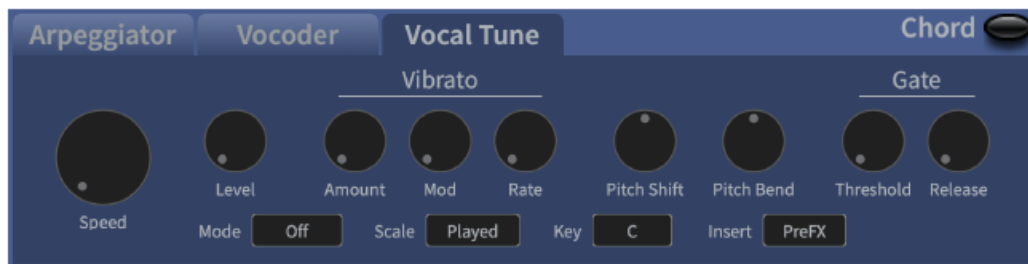 Arpeggiator Vocoder Vocal Tune Chord
Vibrato Gate
Level Amount Mod Rate Pitch Shift Pitch Bend Threshold Release
Speed
Mode Off Scale Played Key C Insert PreFX